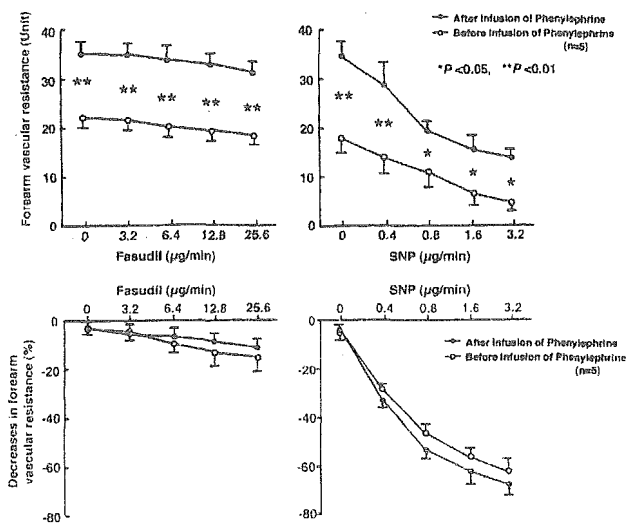 Forearm vascular resistance (Unit)
40
30
20
10
0
** ** ** ** **
0 3.2 6.4 12.8 25.6
Fasudil (µg/min)
40
30
20
10
0
** ** * * *
0 0.4 0.8 1.6 3.2
SNP (µg/min)
After Infusion of Phenylephrine
Before Infusion of Phenylephrine
(n=5)
*P<0.05, **P<0.01
Fasudil (µg/min)
0 3.2 6.4 12.8 25.6
Decreases in forearm
vascular resistance (%)
0
-20
-40
-60
-80
SNP (µg/min)
0 0.4 0.8 1.6 3.2
0
-20
-40
-60
-80
After Infusion of Phenylephrine
Before Infusion of Phenylephrine
(n=5)